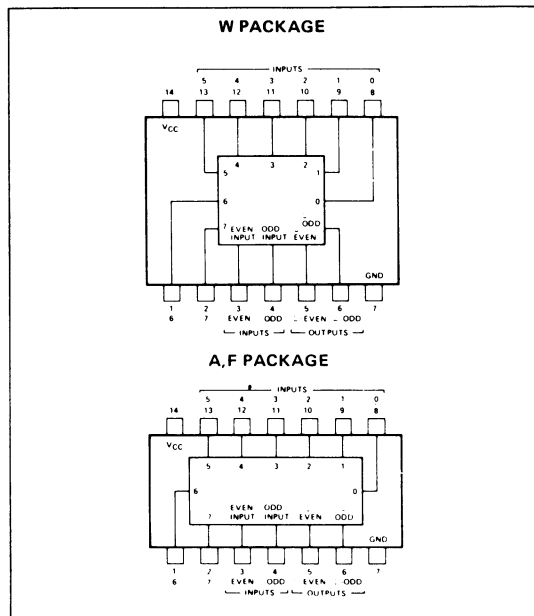 W PACKAGE
INPUTS
5 4 3 2 1 0
14 13 12 11 10 9 8
VCC
4 3 2
5 1
6 0
7 EVEN INPUT ODD INPUT EVEN ODD
GND
1 2 3 4 5 6 7
6 7 EVEN ODD EVEN ODD
INPUTS OUTPUTS
A,F PACKAGE
INPUTS
5 4 3 2 1 0
14 13 12 11 10 9 8
VCC
5 4 3 2 1
6 0
7 EVEN INPUT ODD INPUT EVEN ODD
GND
1 2 3 4 5 6 7
6 7 EVEN ODD EVEN ODD
INPUTS OUTPUTS